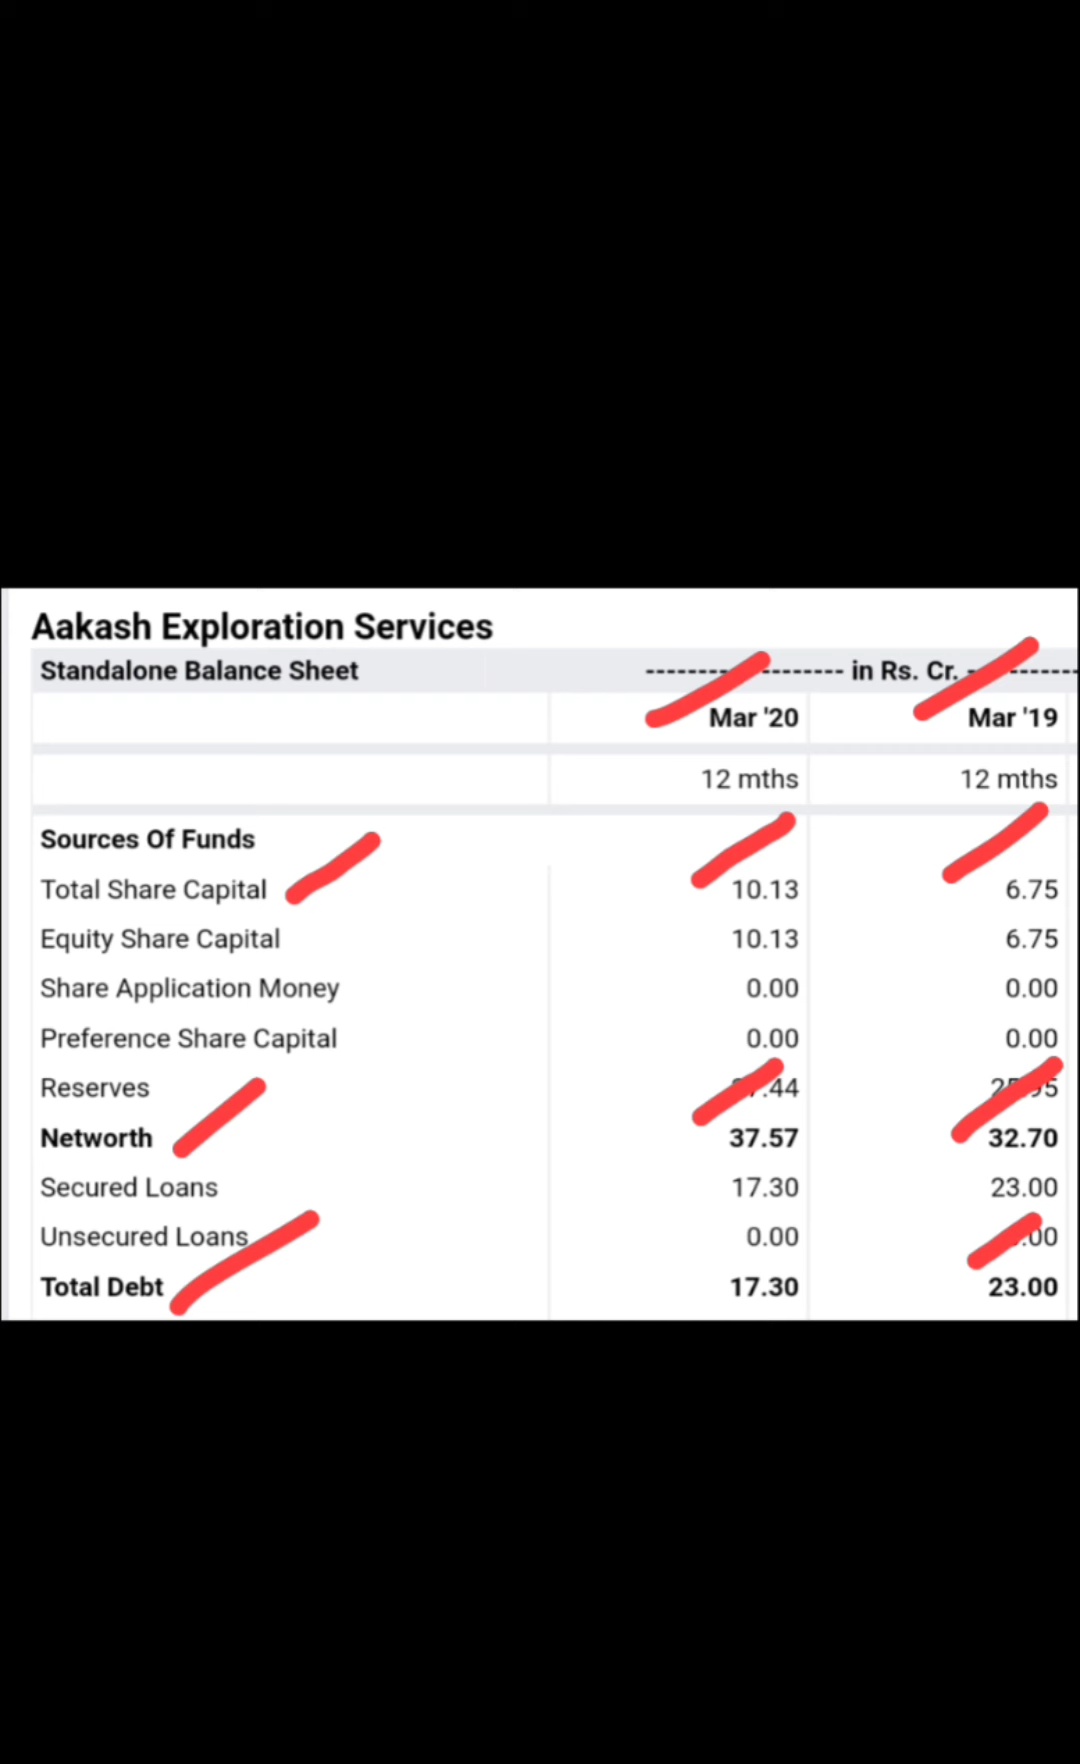 Aakash Exploration Services
Standalone Balance Sheet ------------------- in Rs. Cr. -----------
Mar '20 Mar '19
12 mths 12 mths
Sources Of Funds
Total Share Capital 10.13 6.75
Equity Share Capital 10.13 6.75
Share Application Money 0.00 0.00
Preference Share Capital 0.00 0.00
Reserves
Networth 37.57 32.70
Secured Loans 17.30 23.00
Unsecured Loans 0.00
Total Debt 17.30 23.00